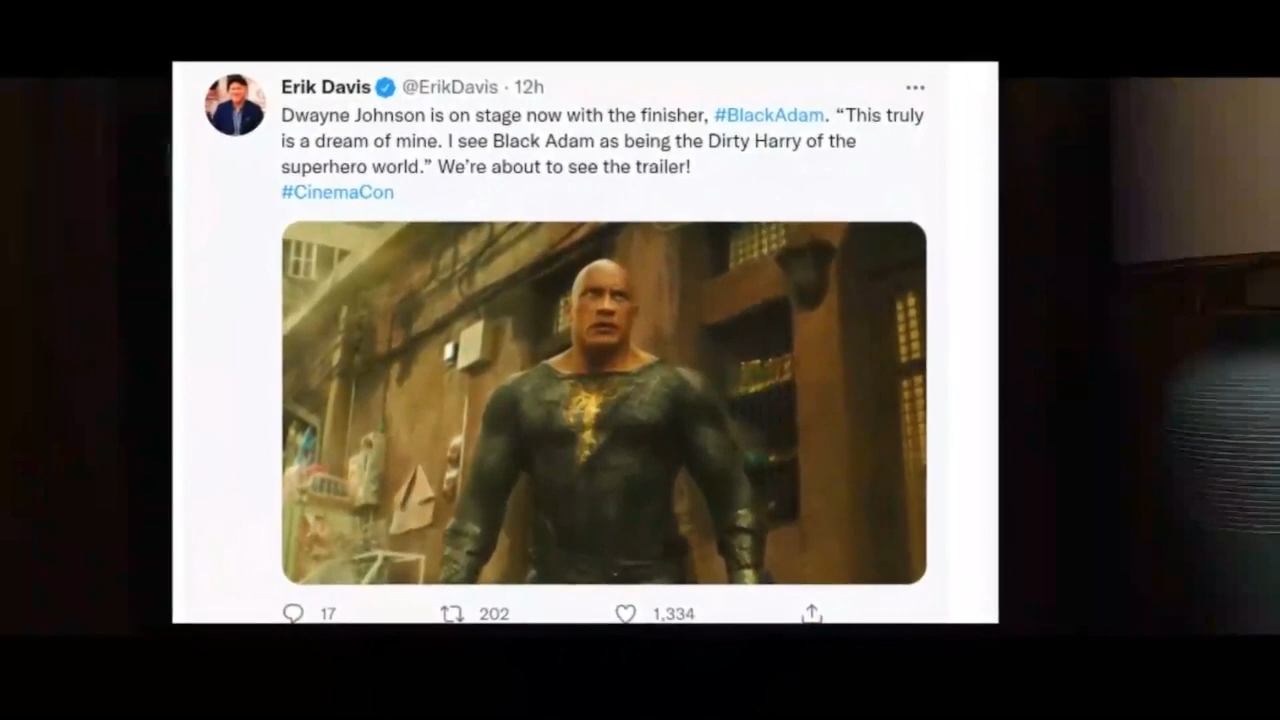 Erik Davis @ErikDavis · 12h
Dwayne Johnson is on stage now with the finisher, #BlackAdam. “This truly
is a dream of mine. I see Black Adam as being the Dirty Harry of the
superhero world.” We’re about to see the trailer!
#CinemaCon
17 202 1,334